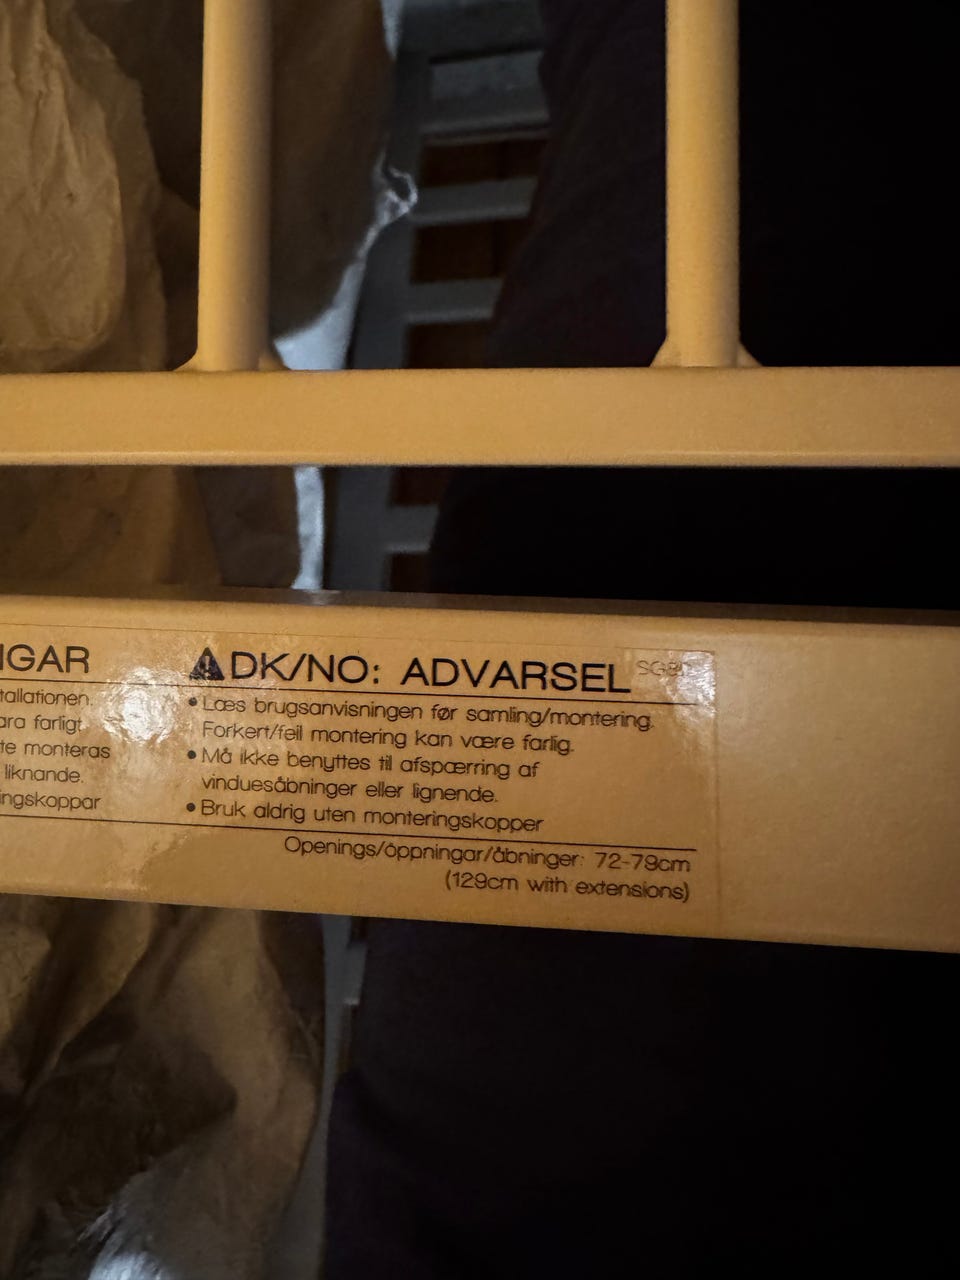 IGAR
tallationen.
ara farligt.
te monteras
liknande.
ingskoppar
DK/NO: ADVARSEL
• Læs brugsanvisningen før samling/montering.
Forkert/feil montering kan være farlig.
• Må ikke benyttes til afspærring af
vinduesåbninger eller lignende.
• Bruk aldrig uten monteringskopper
Openings/öppningar/åbninger: 72-78cm
(129cm with extensions)